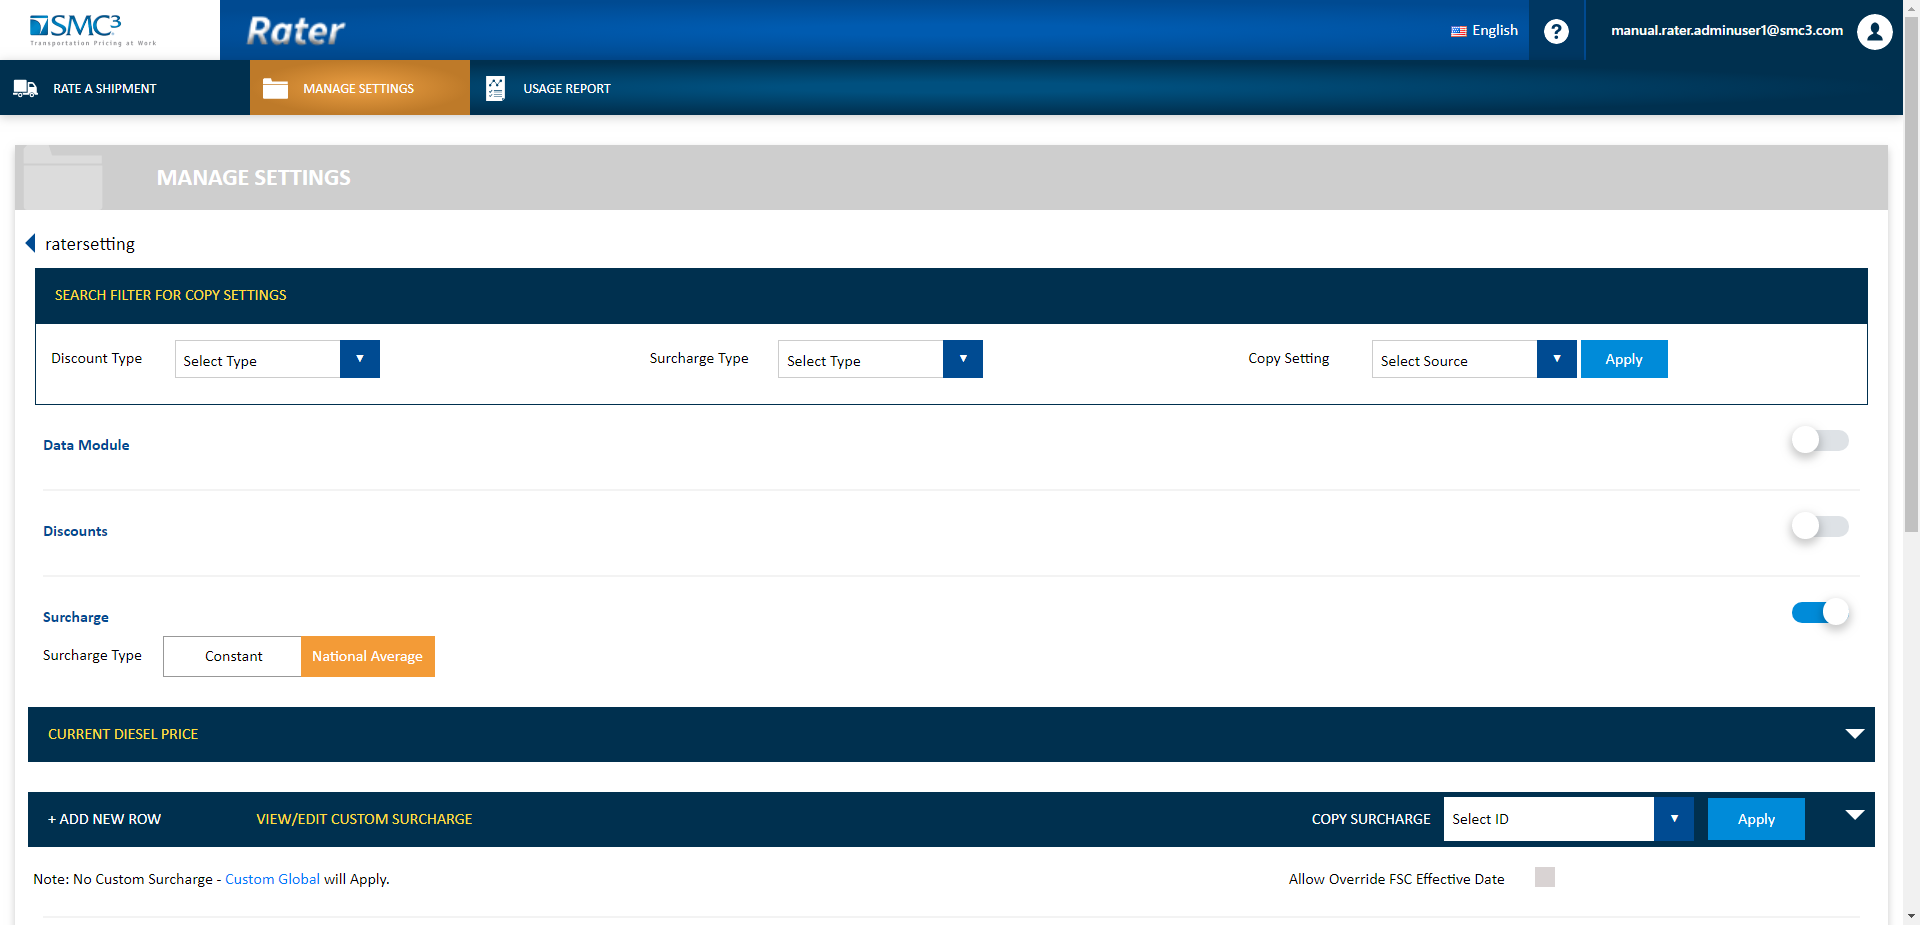 SMC³
Transportation Pricing at Work
Rater
English
?
manual.rater.adminuser1@smc3.com
RATE A SHIPMENT
MANAGE SETTINGS
USAGE REPORT
MANAGE SETTINGS
ratersetting
SEARCH FILTER FOR COPY SETTINGS
Discount Type
Select Type
Surcharge Type
Select Type
Copy Setting
Select Source
Apply
Data Module
Discounts
Surcharge
Surcharge Type
Constant
National Average
CURRENT DIESEL PRICE
+ ADD NEW ROW
VIEW/EDIT CUSTOM SURCHARGE
COPY SURCHARGE
Select ID
Apply
Note: No Custom Surcharge - Custom Global will Apply.
Allow Override FSC Effective Date